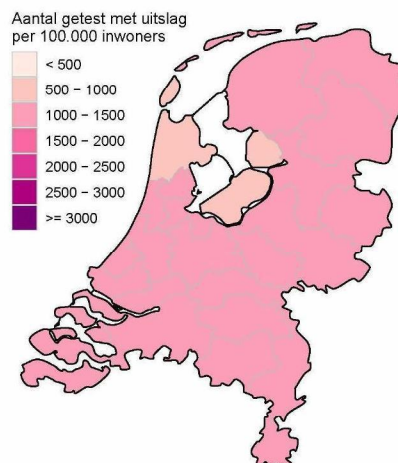 Aantal getest met uitslag
per 100.000 inwoners
< 500
500 – 1000
1000 – 1500
1500 – 2000
2000 – 2500
2500 – 3000
>= 3000